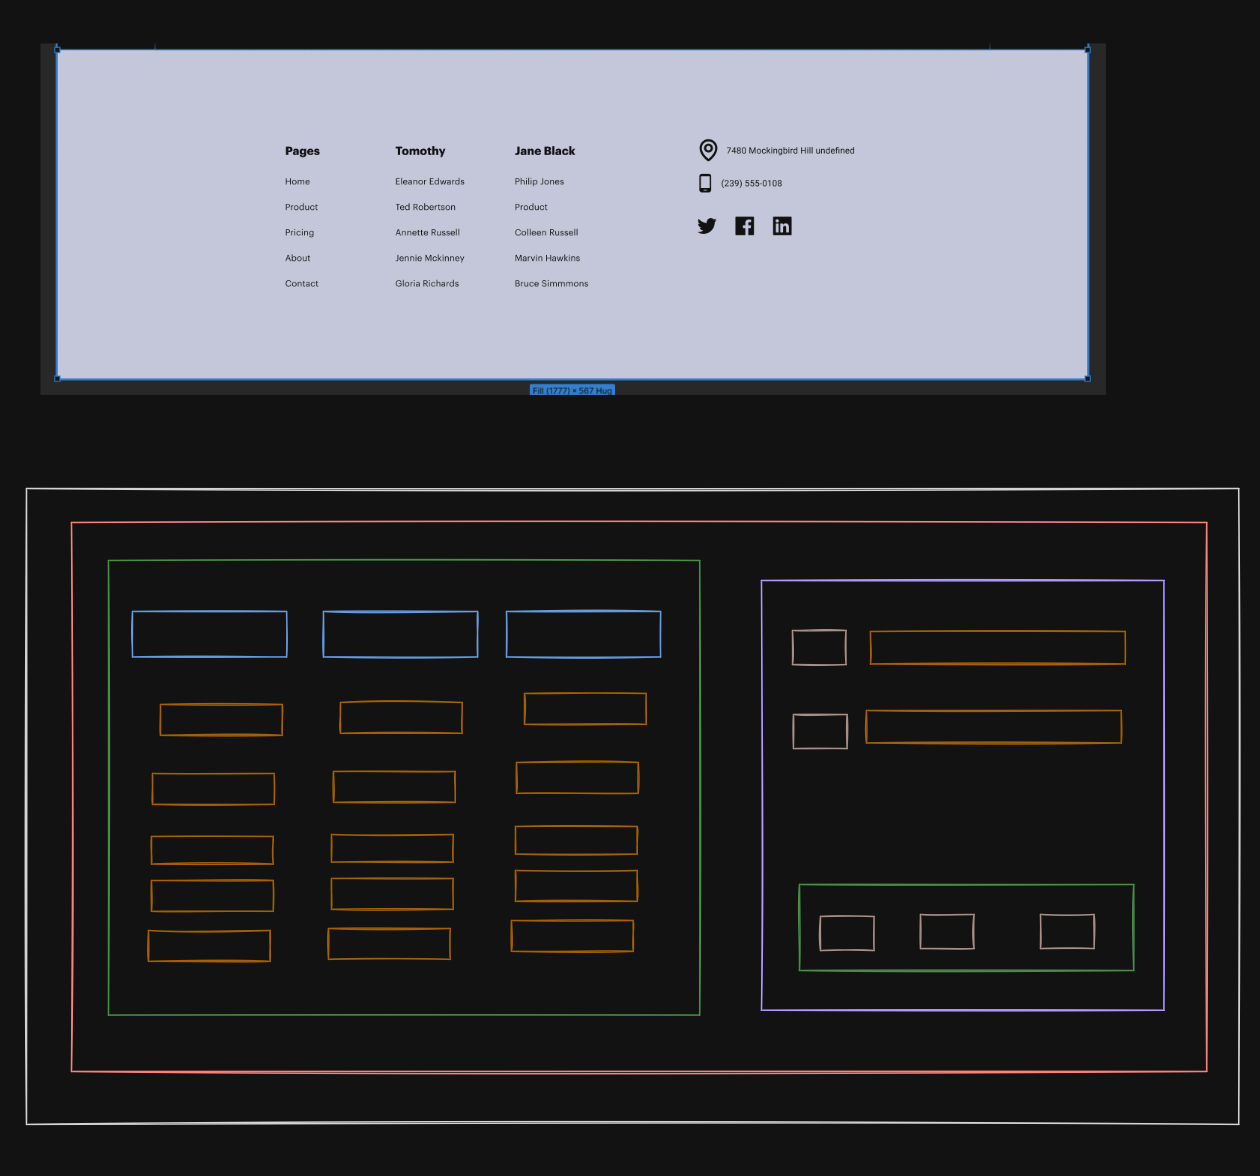 Pages
Home
Product
Pricing
About
Contact
Tomothy
Eleanor Edwards
Ted Robertson
Annette Russell
Jennie Mckinney
Gloria Richards
Jane Black
Philip Jones
Product
Colleen Russell
Marvin Hawkins
Bruce Simmmons
7480 Mockingbird Hill undefined
(239) 555-0108
Fill (1777) × 567 Hug